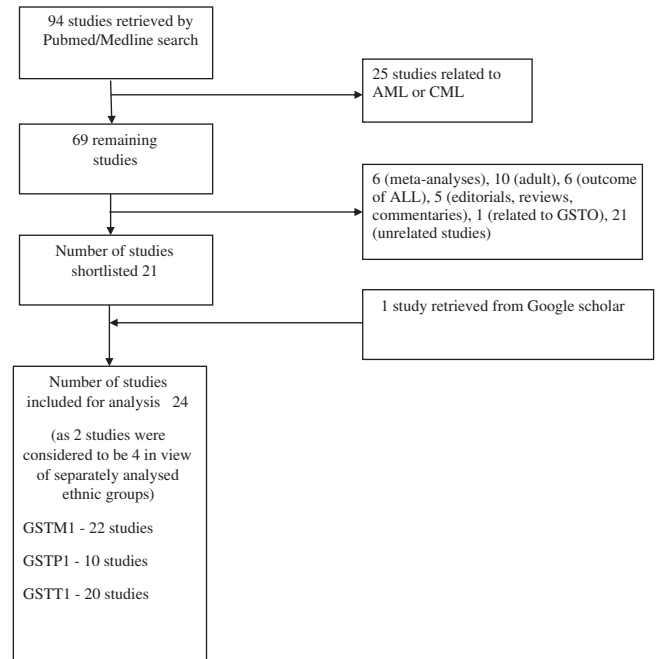 94 studies retrieved by
Pubmed/Medline search
25 studies related to
AML or CML
69 remaining
studies
6 (meta-analyses), 10 (adult), 6 (outcome
of ALL), 5 (editorials, reviews,
commentaries), 1 (related to GSTO), 21
(unrelated studies)
Number of studies
shortlisted 21
1 study retrieved from Google scholar
Number of studies
included for analysis 24
(as 2 studies were
considered to be 4 in view
of separately analysed
ethnic groups)
GSTM1 - 22 studies
GSTP1 - 10 studies
GSTT1 - 20 studies